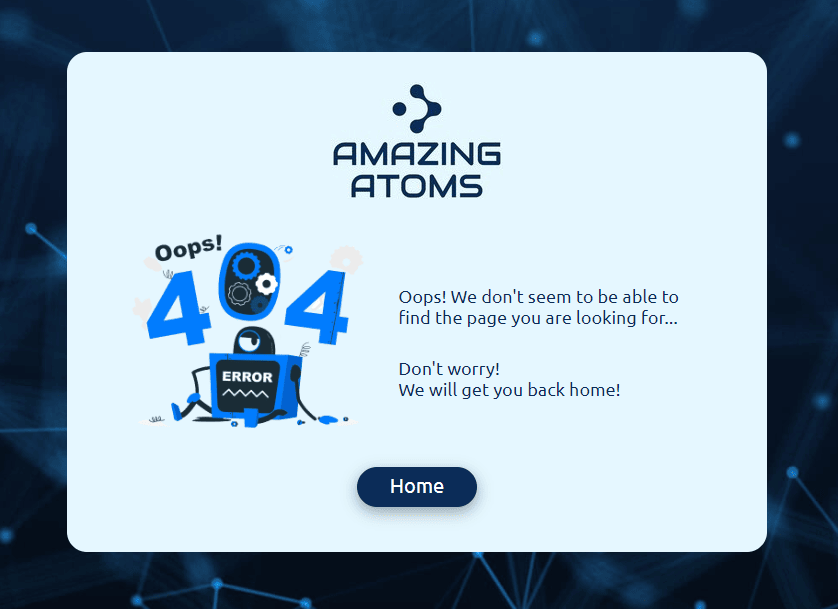 AMAZING
ATOMS
Oops!
404
ERROR
Oops! We don't seem to be able to
find the page you are looking for...
Don't worry!
We will get you back home!
Home